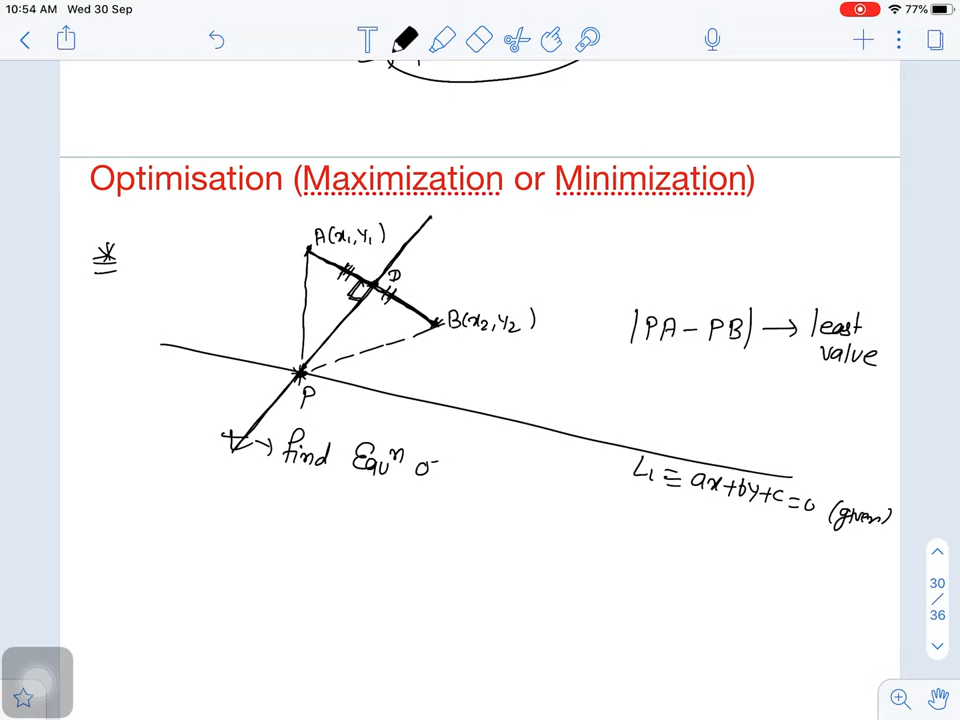 10:54 AM Wed 30 Sep
77%
Optimisation (Maximization or Minimization)
A(x₁,y₁)
D
B(x₂,y₂)
|PA - PB| → least
value
P
→ find Equⁿ o
L₁ ≡ ax+by+c=0 (given)
30
/
36